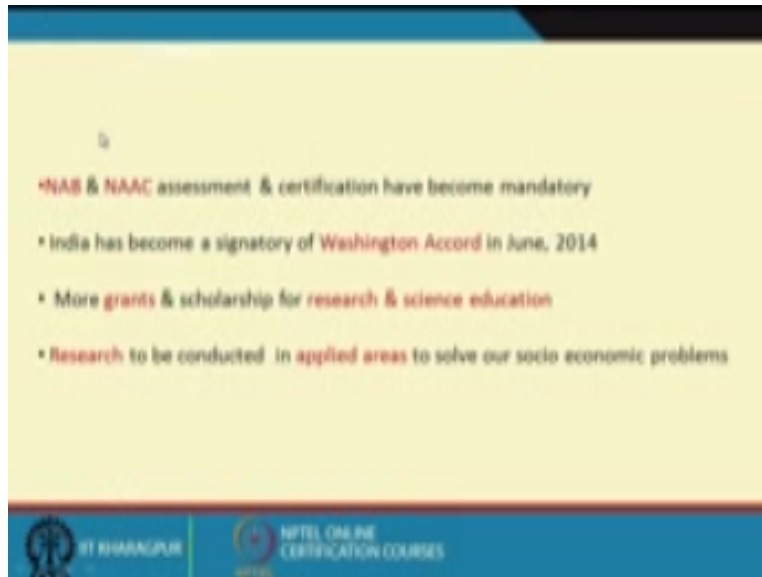 •NAB & NAAC assessment & certification have become mandatory
• India has become a signatory of Washington Accord in June, 2014
• More grants & scholarship for research & science education
• Research to be conducted in applied areas to solve our socio economic problems
IIT KHARAGPUR
NPTEL ONLINE
CERTIFICATION COURSES
NPTEL